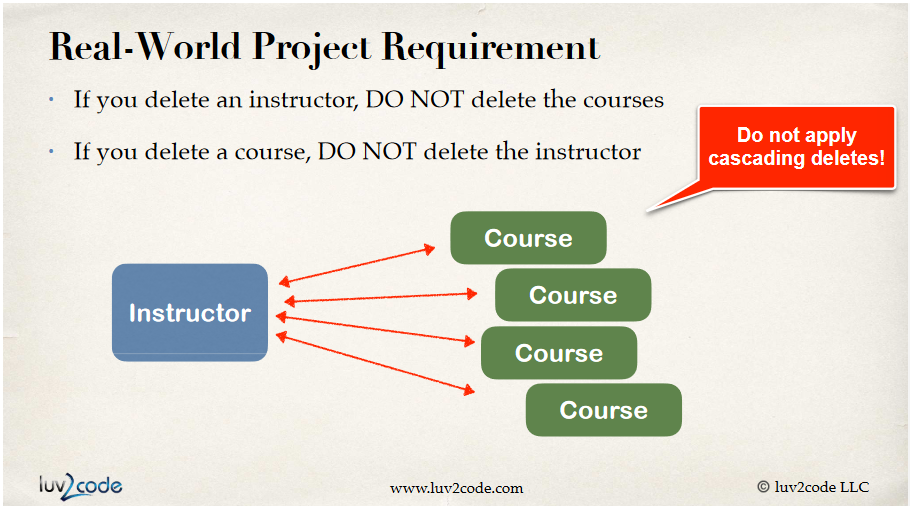 Real-World Project Requirement
• If you delete an instructor, DO NOT delete the courses
• If you delete a course, DO NOT delete the instructor
Do not apply
cascading deletes!
Course
Course
Instructor
Course
Course
luv2code
www.luv2code.com
© luv2code LLC